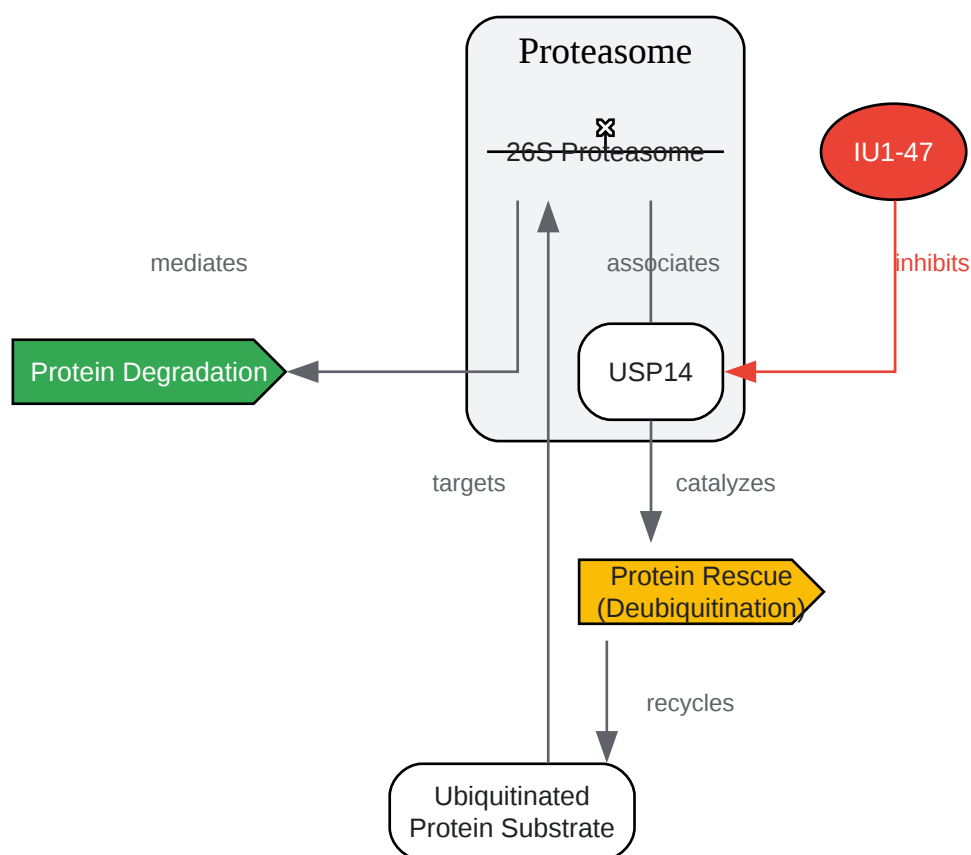 Proteasome
26S Proteasome
IU1-47
mediates
associates
inhibits
Protein Degradation
USP14
targets
catalyzes
Protein Rescue
(Deubiquitination)
recycles
Ubiquitinated
Protein Substrate